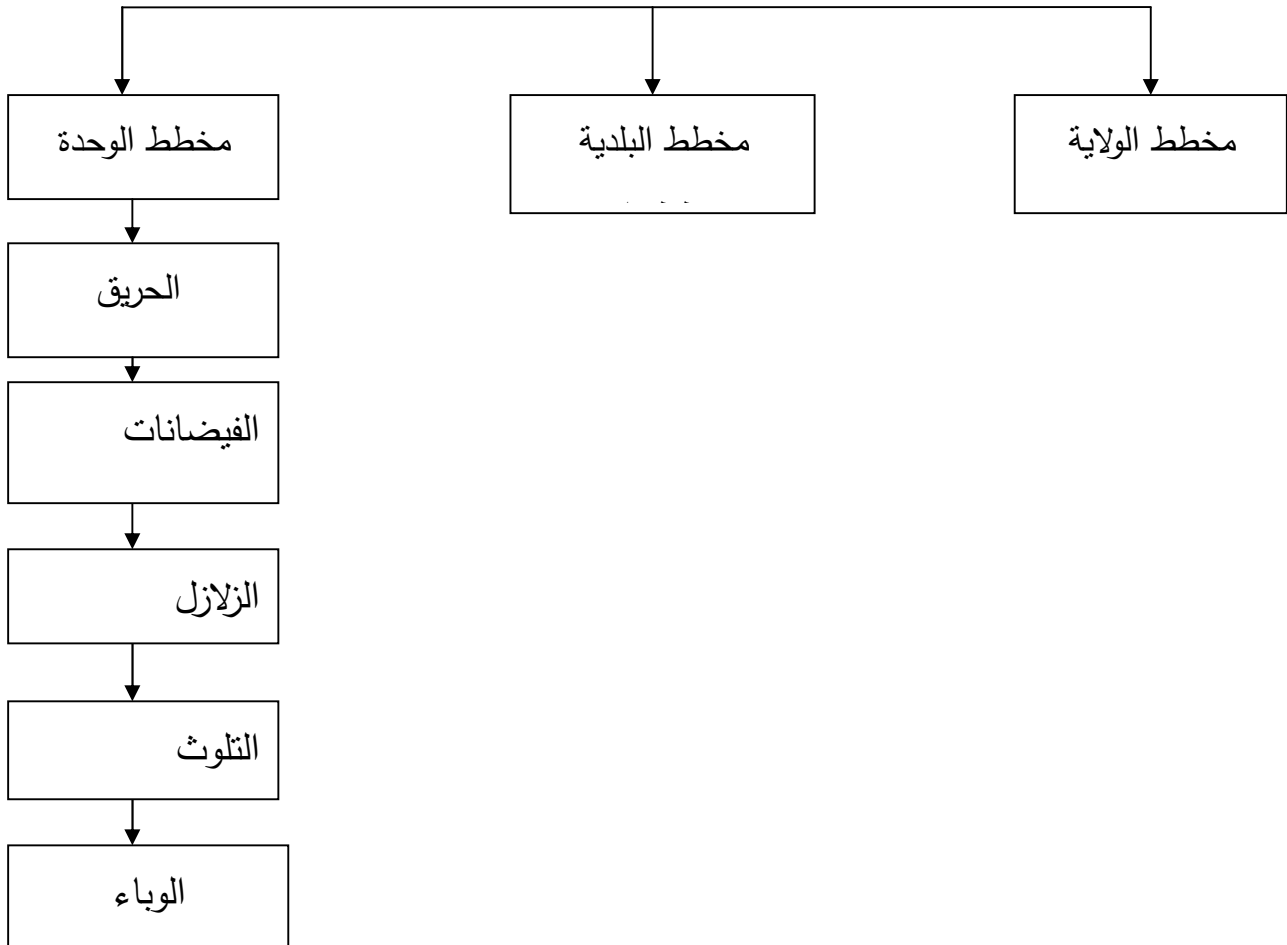 مخطط الولاية
مخطط البلدية
مخطط الوحدة
الحريق
الفيضانات
الزلازل
التلوث
الوباء